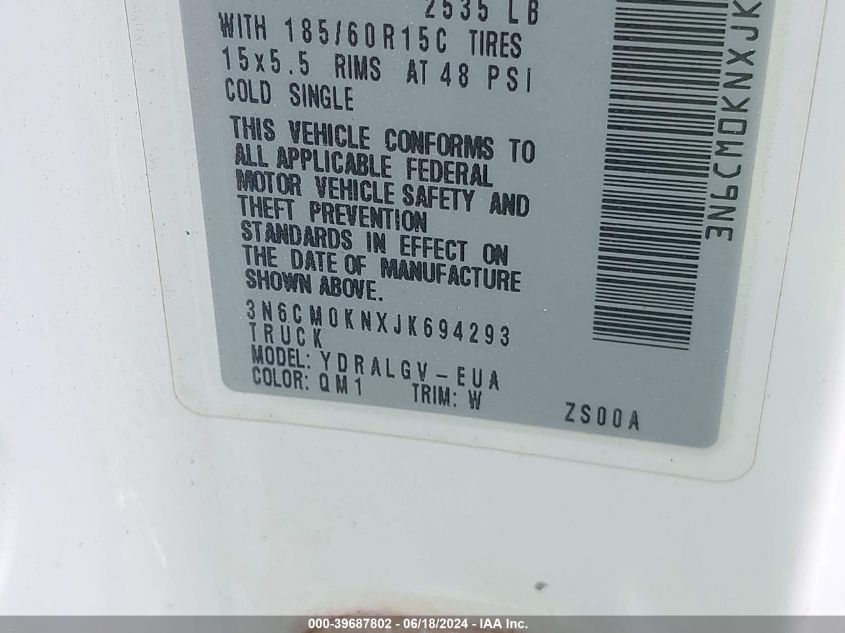 2535 LB
WITH 185/60R15C TIRES
15x5.5 RIMS AT 48 PSI
COLD SINGLE
THIS VEHICLE CONFORMS TO
ALL APPLICABLE FEDERAL
MOTOR VEHICLE SAFETY AND
THEFT PREVENTION
STANDARDS IN EFFECT ON
THE DATE OF MANUFACTURE
SHOWN ABOVE.
3N6CM0KNXJK694293
TRUCK
MODEL: YDRALGV-EUA
COLOR: QM1 TRIM: W
ZS00A
3N6CM0KNXJK
000-39687802 - 06/18/2024 - IAA Inc.